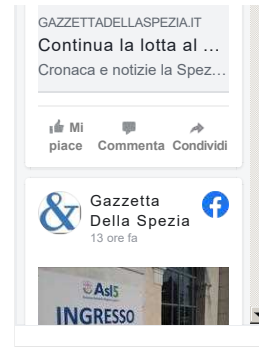 GAZZETTADELLASPEZIA.IT
Continua la lotta al ...
Cronaca e notizie la Spez...
Mi piace
Commenta
Condividi
&
Gazzetta
Della Spezia
13 ore fa
Asl5
INGRESSO